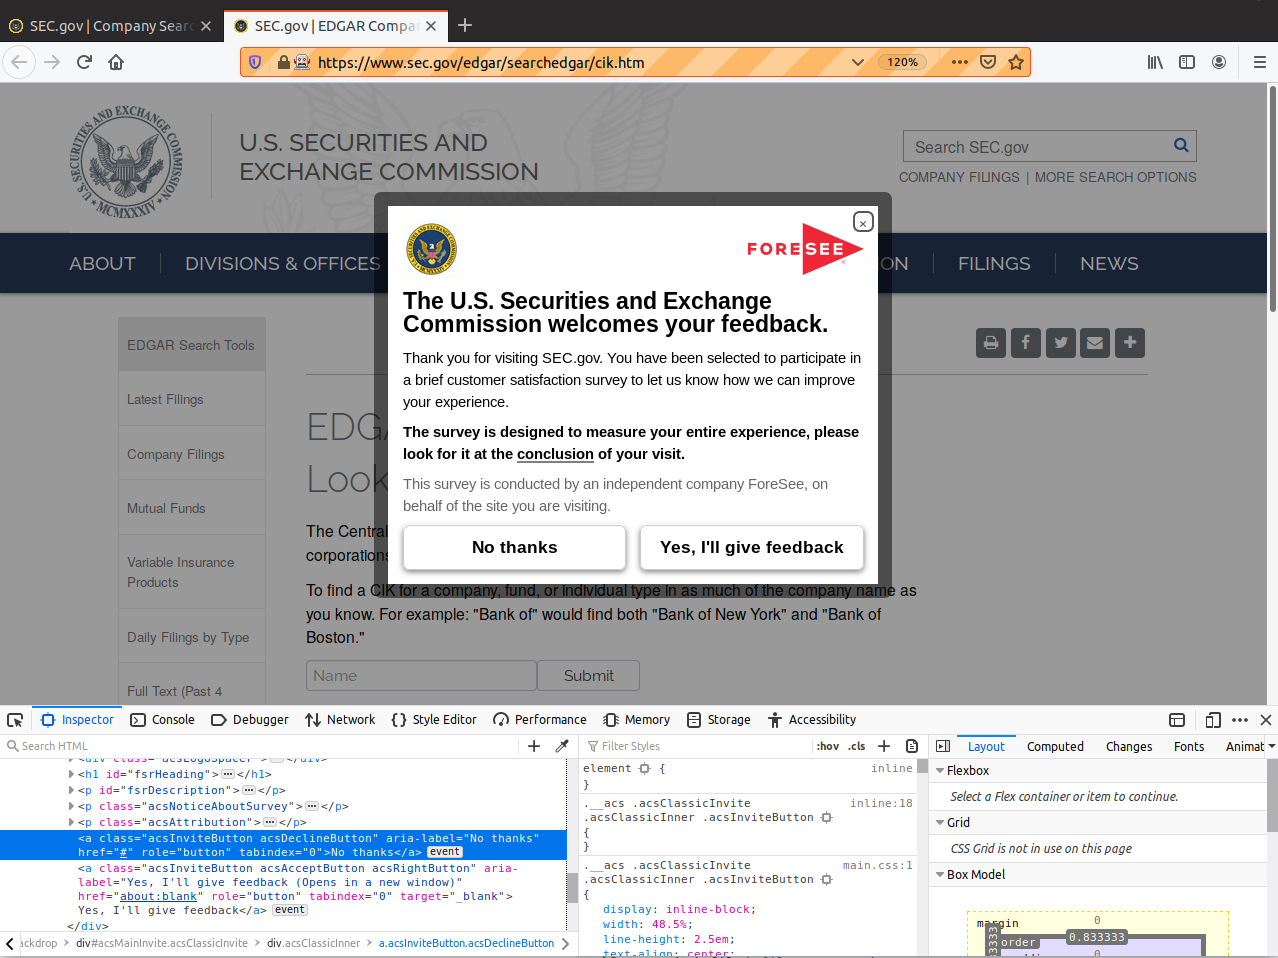 SEC.gov | Company Sear
SEC.gov | EDGAR Compa
https://www.sec.gov/edgar/searchedgar/cik.htm
120%
U.S. SECURITIES AND
EXCHANGE COMMISSION
Search SEC.gov
COMPANY FILINGS | MORE SEARCH OPTIONS
ABOUT
DIVISIONS & OFFICES
ON
FILINGS
NEWS
FORESEE
The U.S. Securities and Exchange
Commission welcomes your feedback.
Thank you for visiting SEC.gov. You have been selected to participate in
a brief customer satisfaction survey to let us know how we can improve
your experience.
The survey is designed to measure your entire experience, please
look for it at the conclusion of your visit.
This survey is conducted by an independent company ForeSee, on
behalf of the site you are visiting.
No thanks
Yes, I'll give feedback
EDGAR Search Tools
Latest Filings
Company Filings
Mutual Funds
Variable Insurance
Products
Daily Filings by Type
Full Text (Past 4
EDGA
Look
The Central
corporations
To find a CIK for a company, fund, or individual type in as much of the company name as
you know. For example: "Bank of" would find both "Bank of New York" and "Bank of
Boston."
Name
Submit
Inspector
Console
Debugger
Network
Style Editor
Performance
Memory
Storage
Accessibility
Search HTML
<div class="acsLogoSpacer"></div>
<h1 id="fsrHeading"></h1>
<p id="fsrDescription"></p>
<p class="acsNoticeAboutSurvey"></p>
<p class="acsAttribution"></p>
<a class="acsInviteButton acsDeclineButton" aria-label="No thanks"
href="#" role="button" tabindex="0">No thanks</a> event
<a class="acsInviteButton acsAcceptButton acsRightButton" aria-
label="Yes, I'll give feedback (Opens in a new window)"
href="about:blank" role="button" tabindex="0" target="_blank">
Yes, I'll give feedback</a> event
</div>
ackdrop
div#acsMainInvite.acsClassicInvite
div.acsClassicInner
a.acsInviteButton.acsDeclineButton
Filter Styles
:hov
.cls
element {
inline
}
.__acs .acsClassicInvite
inline:18
.acsClassicInner .acsInviteButton
{
}
.__acs .acsClassicInvite
main.css:1
.acsClassicInner .acsInviteButton
{
display: inline-block;
width: 48.5%;
line-height: 2.5em;
text-align: center;
Layout
Computed
Changes
Fonts
Animat
Flexbox
Select a Flex container or item to continue.
Grid
CSS Grid is not in use on this page
Box Model
margin
0
order
0.833333
0